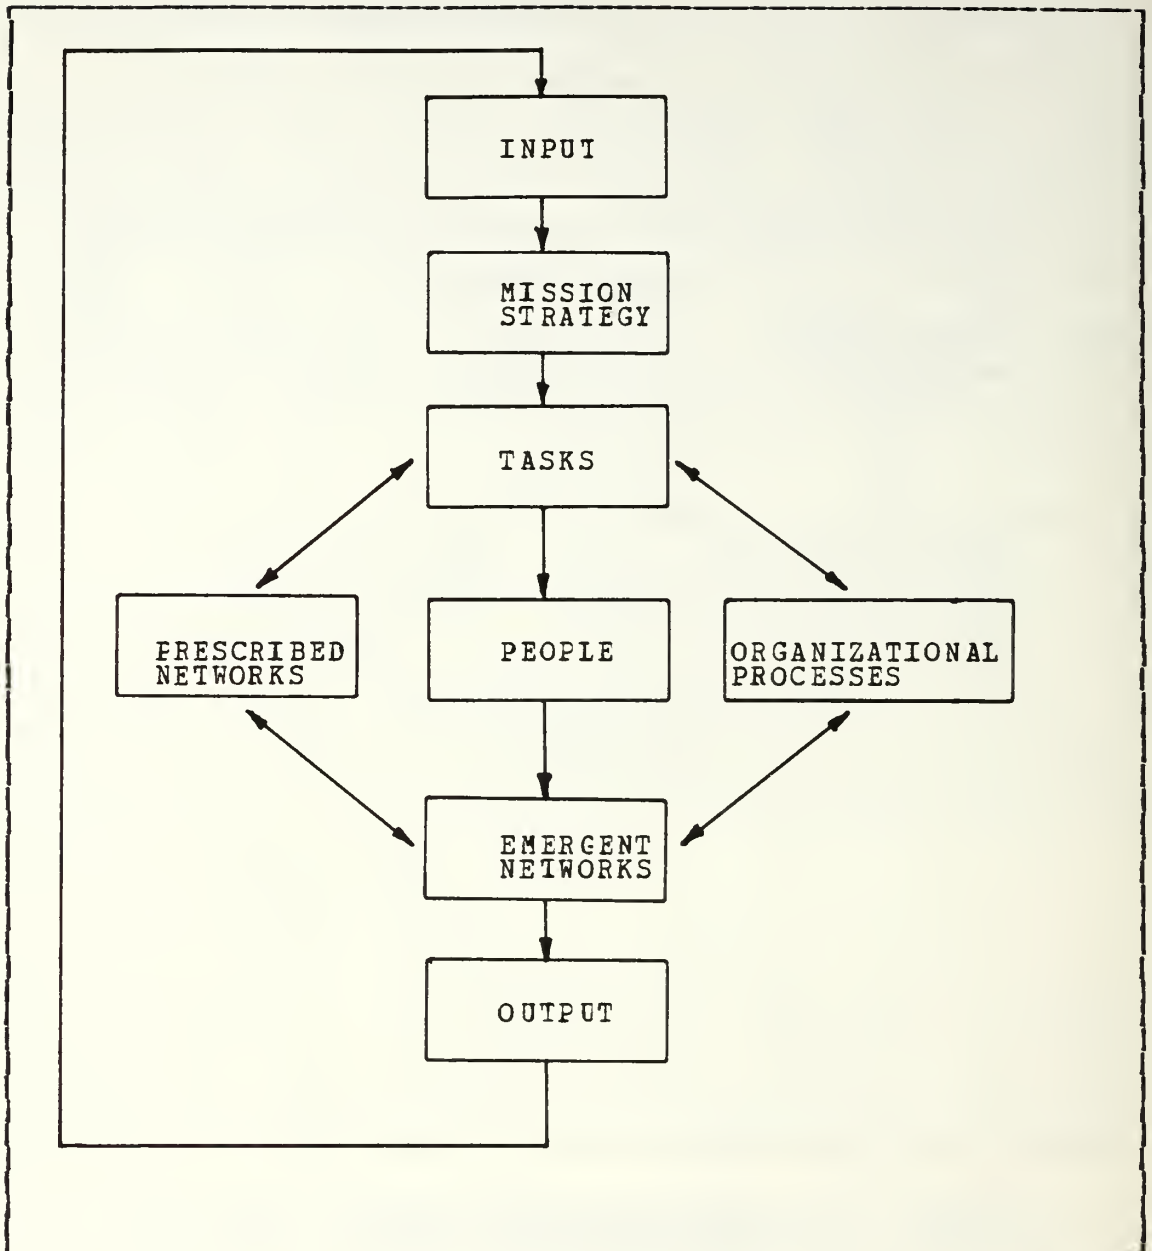 INPUT
MISSION
STRATEGY
TASKS
PRESCRIBED
NETWORKS
PEOPLE
ORGANIZATIONAL
PROCESSES
EMERGENT
NETWORKS
OUTPUT